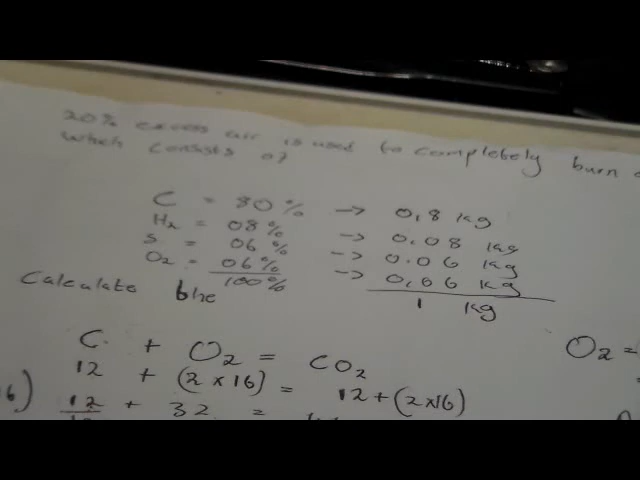 20% excess air is used to completely burn
which consists of
C = 80% → 0,8 kg
H2 = 08% → 0.08 kg
S = 06% → 0.06 kg
O2 = 06% → 0,06 kg
100% 1 kg
Calculate the
C + O2 = CO2
O2 =
12 + (2×16) = 12+(2×16)
16)
12 + 32 =